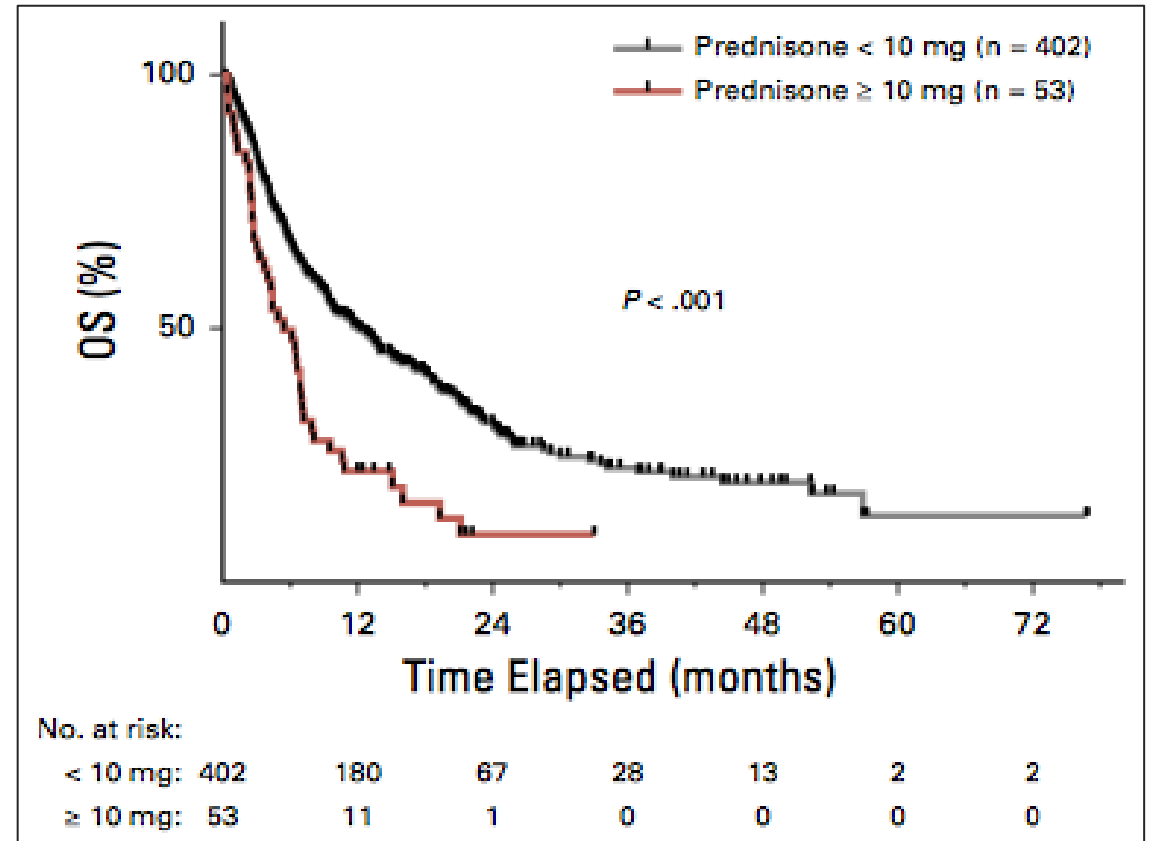 Prednisone < 10 mg (n = 402)
Prednisone ≥ 10 mg (n = 53)
100
50
OS (%)
P < .001
0 12 24 36 48 60 72
Time Elapsed (months)
No. at risk:
< 10 mg: 402 180 67 28 13 2 2
≥ 10 mg: 53 11 1 0 0 0 0